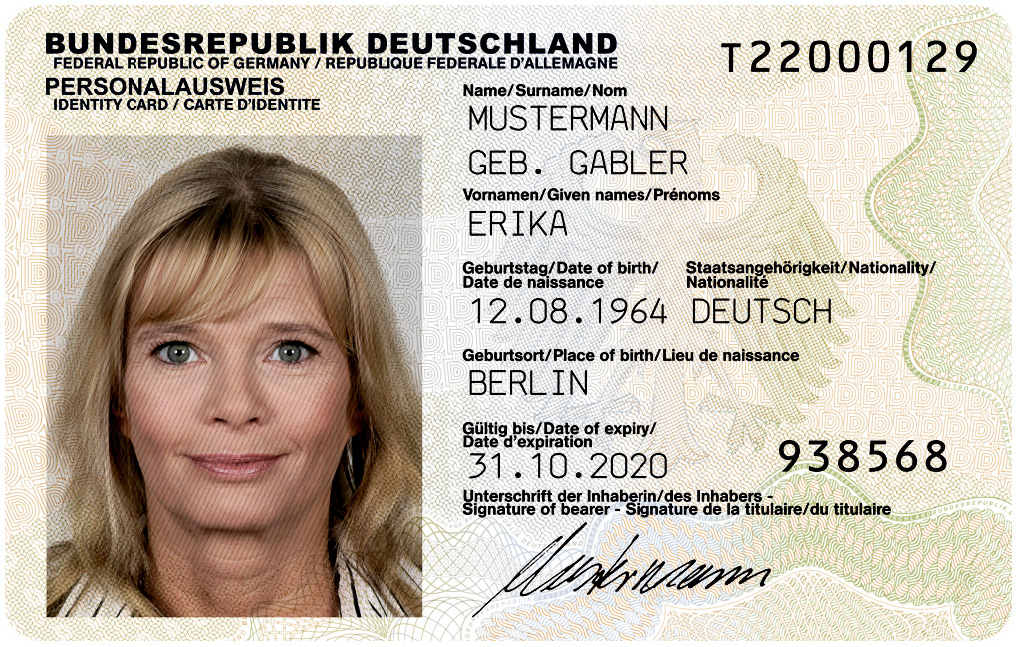 BUNDESREPUBLIK DEUTSCHLAND
FEDERAL REPUBLIC OF GERMANY / REPUBLIQUE FEDERALE D'ALLEMAGNE
PERSONALAUSWEIS
IDENTITY CARD / CARTE D'IDENTITE
T22000129
Name/Surname/Nom
MUSTERMANN
GEB. GABLER
Vornamen/Given names/Prénoms
ERIKA
Geburtstag/Date of birth/
Date de naissance
12.08.1964
Staatsangehörigkeit/Nationality/
Nationalité
DEUTSCH
Geburtsort/Place of birth/Lieu de naissance
BERLIN
Gültig bis/Date of expiry/
Date d'expiration
31.10.2020
938568
Unterschrift der Inhaberin/des Inhabers -
Signature of bearer - Signature de la titulaire/du titulaire
Mustermann